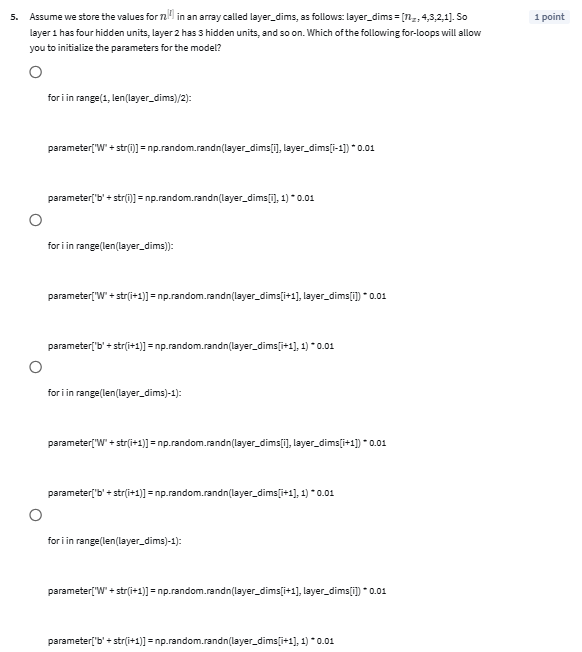 5. Assume we store the values for n^[l] in an array called layer_dims, as follows: layer_dims = [n_x, 4,3,2,1]. So
1 point
layer 1 has four hidden units, layer 2 has 3 hidden units, and so on. Which of the following for-loops will allow
you to initialize the parameters for the model?
for i in range(1, len(layer_dims)/2):
parameter['W' + str(i)] = np.random.randn(layer_dims[i], layer_dims[i-1]) * 0.01
parameter['b' + str(i)] = np.random.randn(layer_dims[i], 1) * 0.01
for i in range(len(layer_dims)):
parameter['W' + str(i+1)] = np.random.randn(layer_dims[i+1], layer_dims[i]) * 0.01
parameter['b' + str(i+1)] = np.random.randn(layer_dims[i+1], 1) * 0.01
for i in range(len(layer_dims)-1):
parameter['W' + str(i+1)] = np.random.randn(layer_dims[i], layer_dims[i+1]) * 0.01
parameter['b' + str(i+1)] = np.random.randn(layer_dims[i+1], 1) * 0.01
for i in range(len(layer_dims)-1):
parameter['W' + str(i+1)] = np.random.randn(layer_dims[i+1], layer_dims[i]) * 0.01
parameter['b' + str(i+1)] = np.random.randn(layer_dims[i+1], 1) * 0.01